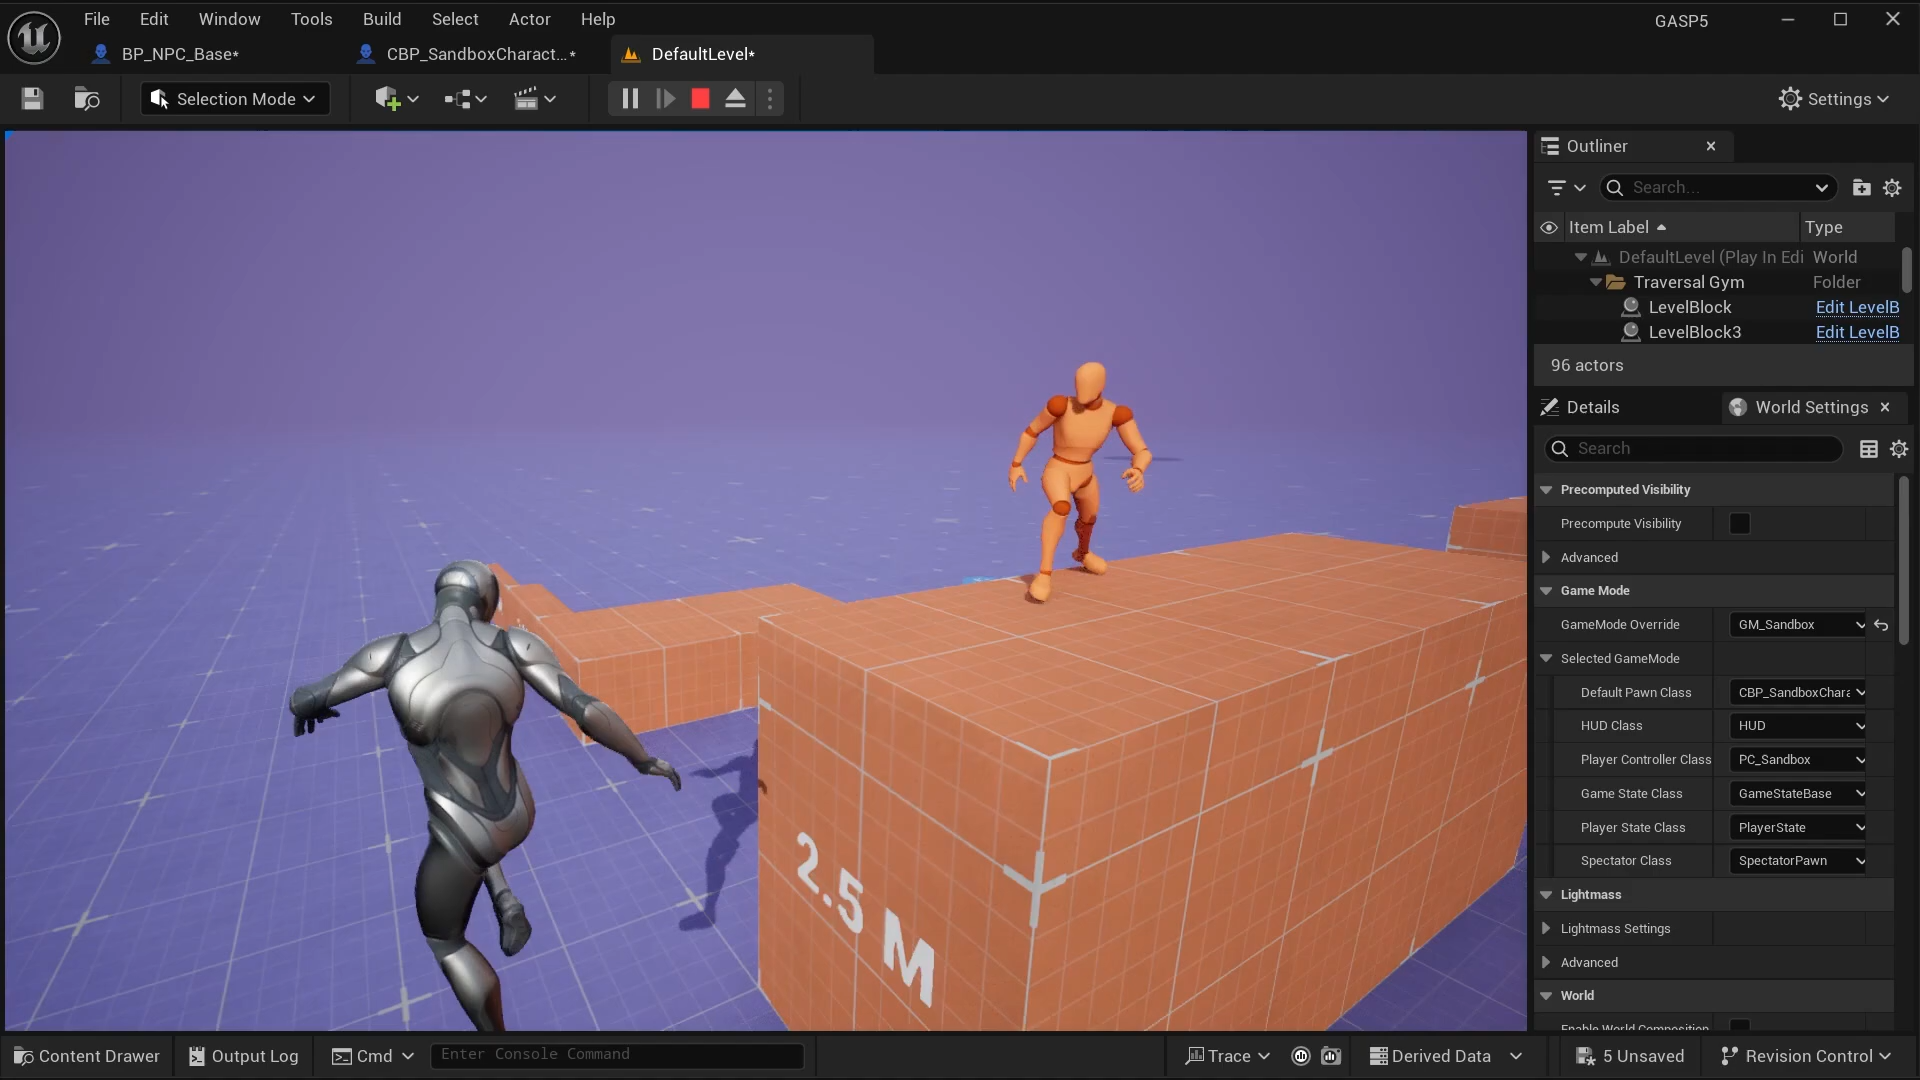 File Edit Window Tools Build Select Actor Help
GASP5
BP_NPC_Base*
CBP_SandboxCharact...*
DefaultLevel*
Selection Mode
Settings
Outliner
Search...
Item Label Type
DefaultLevel (Play In Edi World
Traversal Gym Folder
LevelBlock Edit LevelB
LevelBlock3 Edit LevelB
96 actors
Details World Settings
Search
Precomputed Visibility
Precompute Visibility
Advanced
Game Mode
GameMode Override GM_Sandbox
Selected GameMode
Default Pawn Class CBP_SandboxChara
HUD Class HUD
Player Controller Class PC_Sandbox
Game State Class GameStateBase
Player State Class PlayerState
Spectator Class SpectatorPawn
Lightmass
Lightmass Settings
Advanced
World
Enable World Composition
2.5 M
Content Drawer Output Log Cmd Enter Console Command Trace Derived Data 5 Unsaved Revision Control